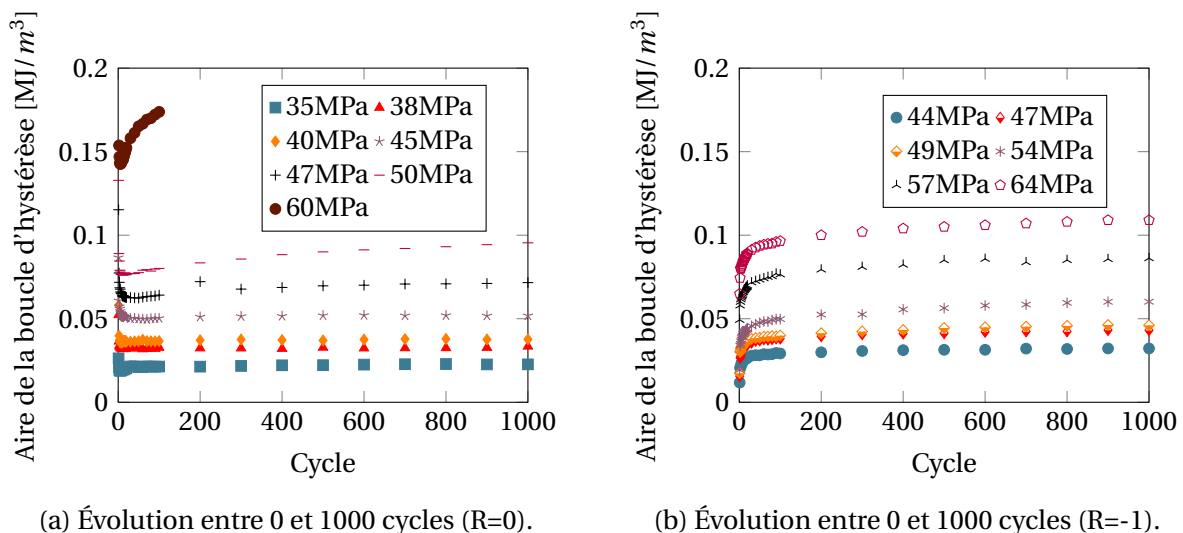 Aire de la boucle d'hystérèse [MJ/m³]
0.2
0.15
0.1
0.05
0
35MPa 38MPa
40MPa 45MPa
47MPa 50MPa
60MPa
0 200 400 600 800 1000
Cycle
(a) Évolution entre 0 et 1000 cycles (R=0).
Aire de la boucle d'hystérèse [MJ/m³]
0.2
0.15
0.1
0.05
0
44MPa 47MPa
49MPa 54MPa
57MPa 64MPa
0 200 400 600 800 1000
Cycle
(b) Évolution entre 0 et 1000 cycles (R=-1).